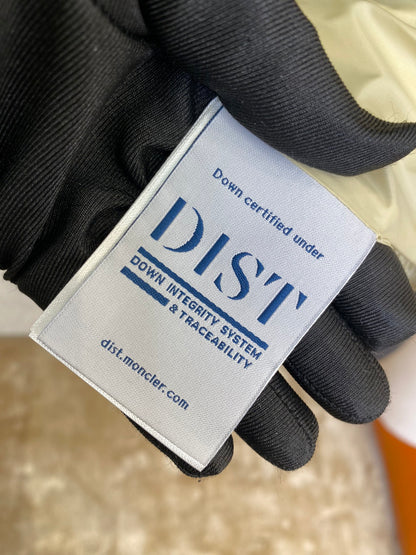 Down certified under
DIST
DOWN INTEGRITY SYSTEM
& TRACEABILITY
dist.moncler.com